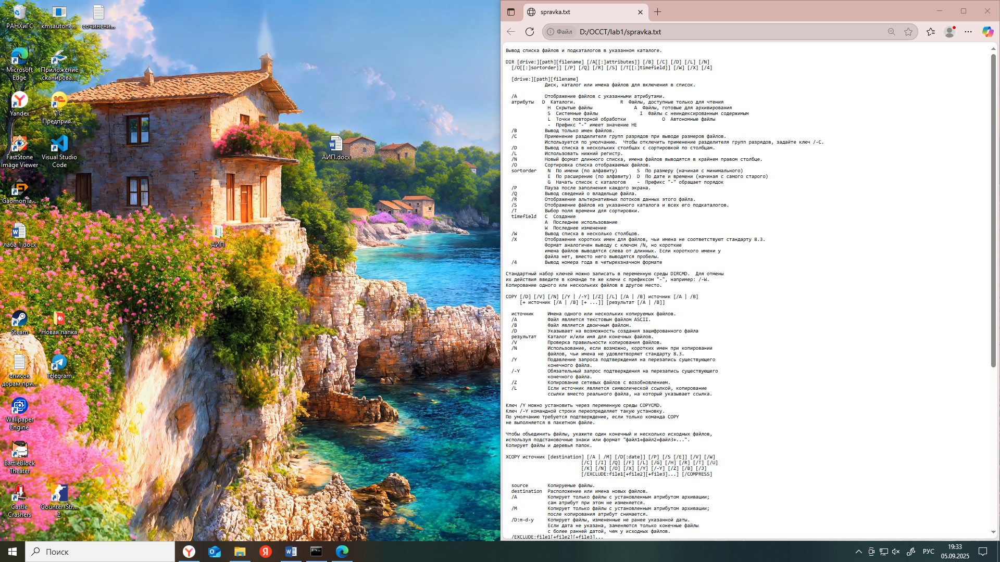 РАНХиГС
kmsautone...
сочинени...
Microsoft Edge
Приложение сканирова...
Yandex
1C Предприя...
FastStone Image Viewer
Visual Studio Code
GaomonTa...
лаба 1.docx
АИП.docx
АИП
Steam
Новая папка
список дорам при...
Telegram
Wallpaper Engine
BattleBlock Theater
Castle Crashers
Counter-Str... 2
spravka.txt
Файл
D:/ОССТ/lab1/spravka.txt
Вывод списка файлов и подкаталогов в указанном каталоге.
DIR [drive:][path][filename] [/A[[:]attributes]] [/B] [/C] [/D] [/L] [/N]
[/O[[:]sortorder]] [/P] [/Q] [/R] [/S] [/T[[:]timefield]] [/W] [/X] [/4]
[drive:][path][filename]
Диск, каталог или имена файлов для включения в список.
/A Отображение файлов с указанными атрибутами.
атрибуты D Каталоги. R Файлы, доступные только для чтения
H Скрытые файлы A Файлы, готовые для архивирования
S Системные файлы I Файлы с неиндексированным содержимым
L Точки повторной обработки O Автономные файлы
- Префикс "-" имеет значение НЕ
/B Вывод только имен файлов.
/C Применение разделителя групп разрядов при выводе размеров файлов.
Используется по умолчанию. Чтобы отключить применение разделителя групп разрядов, задайте ключ /-C.
/D Вывод списка в нескольких столбцах с сортировкой по столбцам.
/L Использовать нижний регистр.
/N Новый формат длинного списка, имена файлов выводятся в крайнем правом столбце.
/O Сортировка списка отображаемых файлов.
sortorder N По имени (по алфавиту) S По размеру (начиная с минимального)
E По расширению (по алфавиту) D По дате и времени (начиная с самого старого)
G Начать список с каталогов - Префикс "-" обращает порядок
/P Пауза после заполнения каждого экрана.
/Q Вывод сведений о владельце файла.
/R Отображение альтернативных потоков данных этого файла.
/S Отображение файлов из указанного каталога и всех его подкаталогов.
/T Выбор поля времени для сортировки.
timefield C Создание
A Последнее использование
W Последнее изменение
/W Вывод списка в несколько столбцов.
/X Отображение коротких имен для файлов, чьи имена не соответствуют стандарту 8.3.
Формат аналогичен выводу с ключом /N, но короткие
имена файлов выводятся слева от длинных. Если короткого имени у
файла нет, вместо него выводятся пробелы.
/4 Вывод номера года в четырехзначном формате
Стандартный набор ключей можно записать в переменную среды DIRCMD. Для отмены
их действия введите в команде те же ключи с префиксом "-", например: /-W.
Копирование одного или нескольких файлов в другое место.
COPY [/D] [/V] [/N] [/Y | /-Y] [/Z] [/L] [/A | /B] источник [/A | /B]
[+ источник [/A | /B] [+ ...]] [результат [/A | /B]]
источник Имена одного или нескольких копируемых файлов.
/A Файл является текстовым файлом ASCII.
/B Файл является двоичным файлом.
/D Указывает на возможность создания зашифрованного файла
результат Каталог и/или имя для конечных файлов.
/V Проверка правильности копирования файлов.
/N Использование, если возможно, коротких имен при копировании
файлов, чьи имена не удовлетворяют стандарту 8.3.
/Y Подавление запроса подтверждения на перезапись существующего
конечного файла.
/-Y Обязательный запрос подтверждения на перезапись существующего
конечного файла.
/Z Копирование сетевых файлов с возобновлением.
/L Если источник является символической ссылкой, копирование
ссылки вместо реального файла, на который указывает ссылка.
Ключ /Y можно установить через переменную среды COPYCMD.
Ключ /-Y командной строки переопределяет такую установку.
По умолчанию требуется подтверждение, если только команда COPY
не выполняется в пакетном файле.
Чтобы объединить файлы, укажите один конечный и несколько исходных файлов,
используя подстановочные знаки или формат "файл1+файл2+файл3+...".
Копирует файлы и деревья папок.
XCOPY источник [destination] [/A | /M] [/D[:date]] [/P] [/S [/E]] [/V] [/W]
[/C] [/I] [/Q] [/F] [/L] [/G] [/H] [/R] [/T] [/U]
[/K] [/N] [/O] [/X] [/Y] [/-Y] [/Z] [/B] [/J]
[/EXCLUDE:file1[+file2][+file3]...] [/COMPRESS]
source Копируемые файлы.
destination Расположение или имена новых файлов.
/A Копирует только файлы с установленным атрибутом архивации;
сам атрибут при этом не изменяется.
/M Копирует только файлы с установленным атрибутом архивации;
после копирования атрибут снимается.
/D:m-d-y Копирует файлы, измененные не ранее указанной даты.
Если дата не указана, заменяются только конечные файлы
с более ранней датой, чем у исходных файлов.
/EXCLUDE:file1[+file2][+file3]...
Поиск
РУС
19:33
05.09.2025